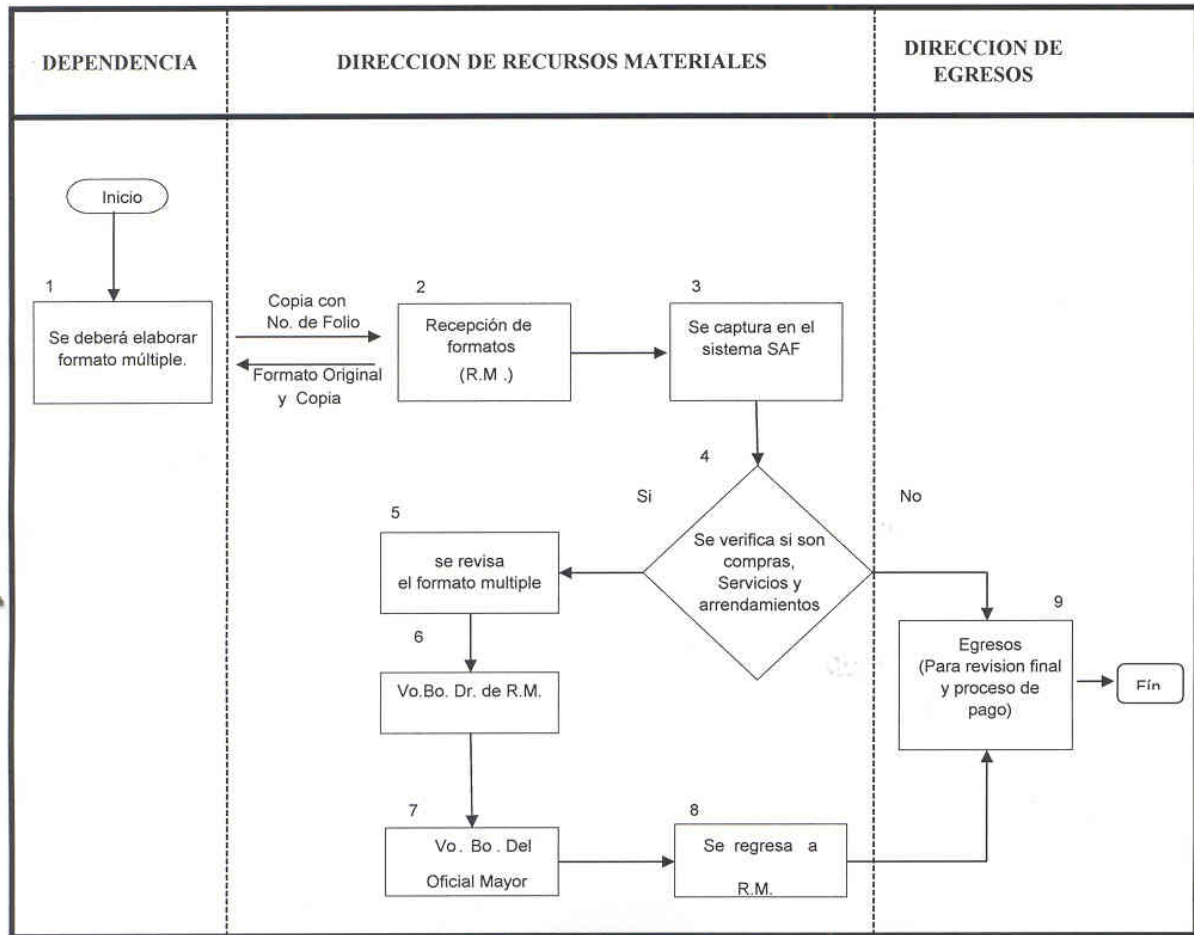 DEPENDENCIA
DIRECCION DE RECURSOS MATERIALES
DIRECCION DE
EGRESOS
Inicio
1
Se deberá elaborar
formato múltiple.
Copia con
No. de Folio
Formato Original
y Copia
2
Recepción de
formatos
(R.M .)
3
Se captura en el
sistema SAF
4
Si
No
Se verifica si son
compras,
Servicios y
arrendamientos
5
se revisa
el formato multiple
6
Vo.Bo. Dr. de R.M.
7
Vo. Bo . Del
Oficial Mayor
8
Se regresa a
R.M.
9
Egresos
(Para revision final
y proceso de
pago)
Fín